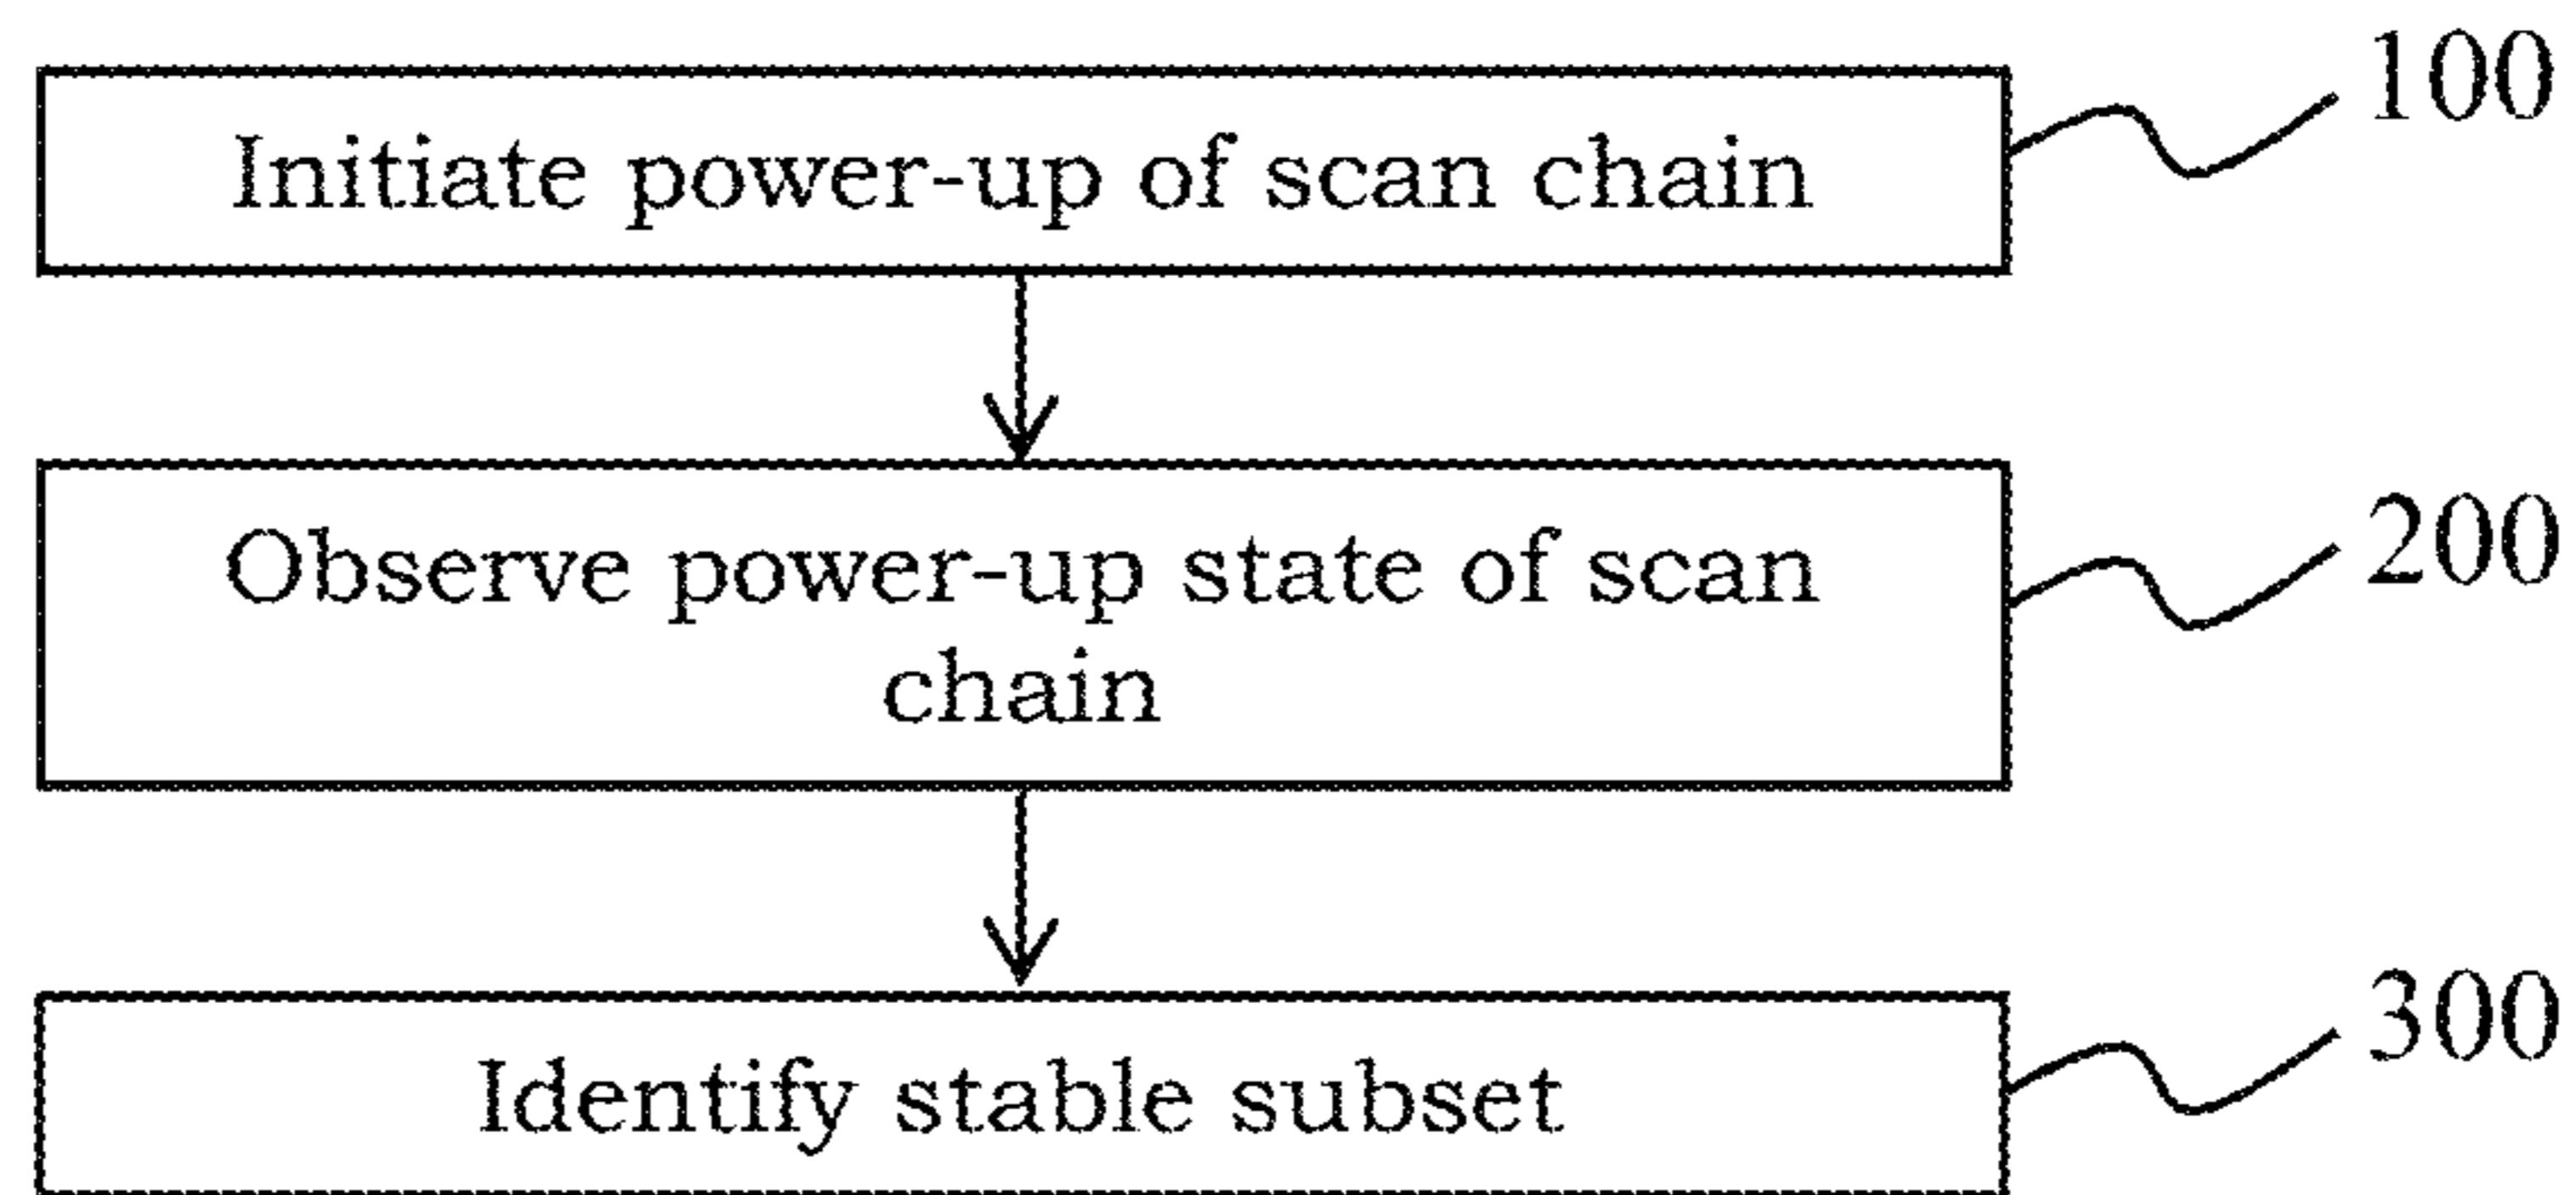 Initiate power-up of scan chain
100
Observe power-up state of scan
chain
200
Identify stable subset
300